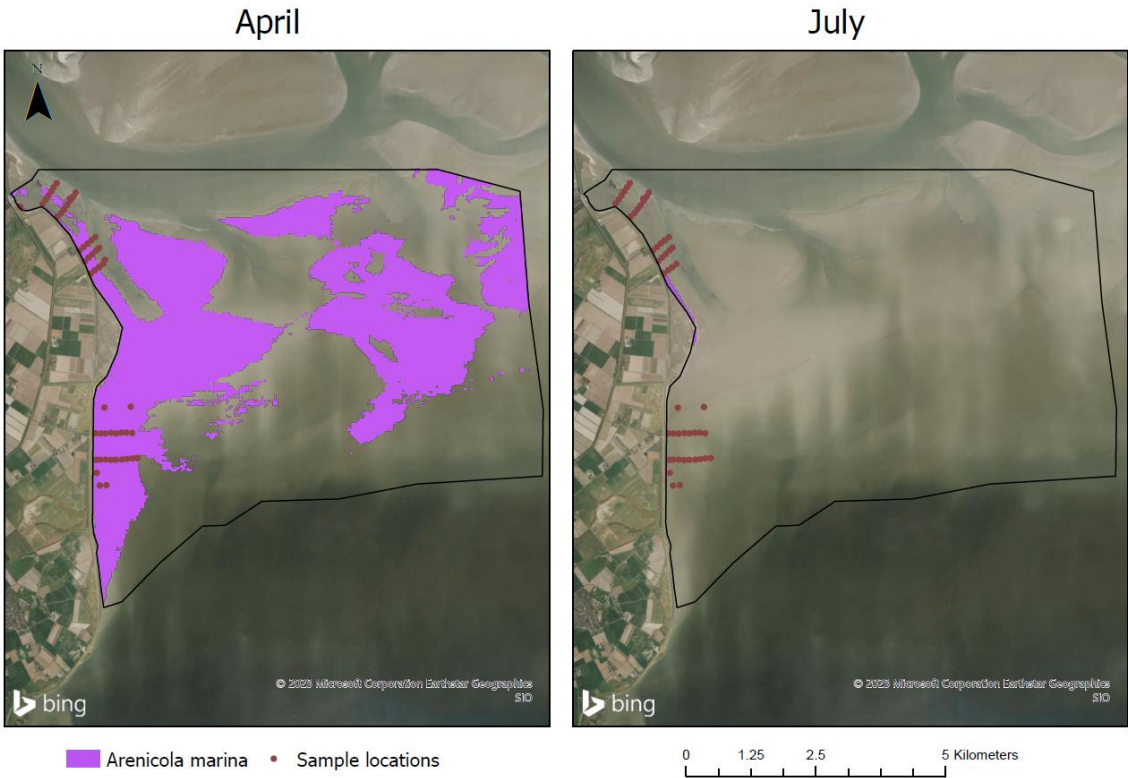 April
July
N
© 2023 Microsoft Corporation Earthstar Geographics
SIO
bing
© 2023 Microsoft Corporation Earthstar Geographics
SIO
bing
Arenicola marina
Sample locations
0 1.25 2.5 5 Kilometers